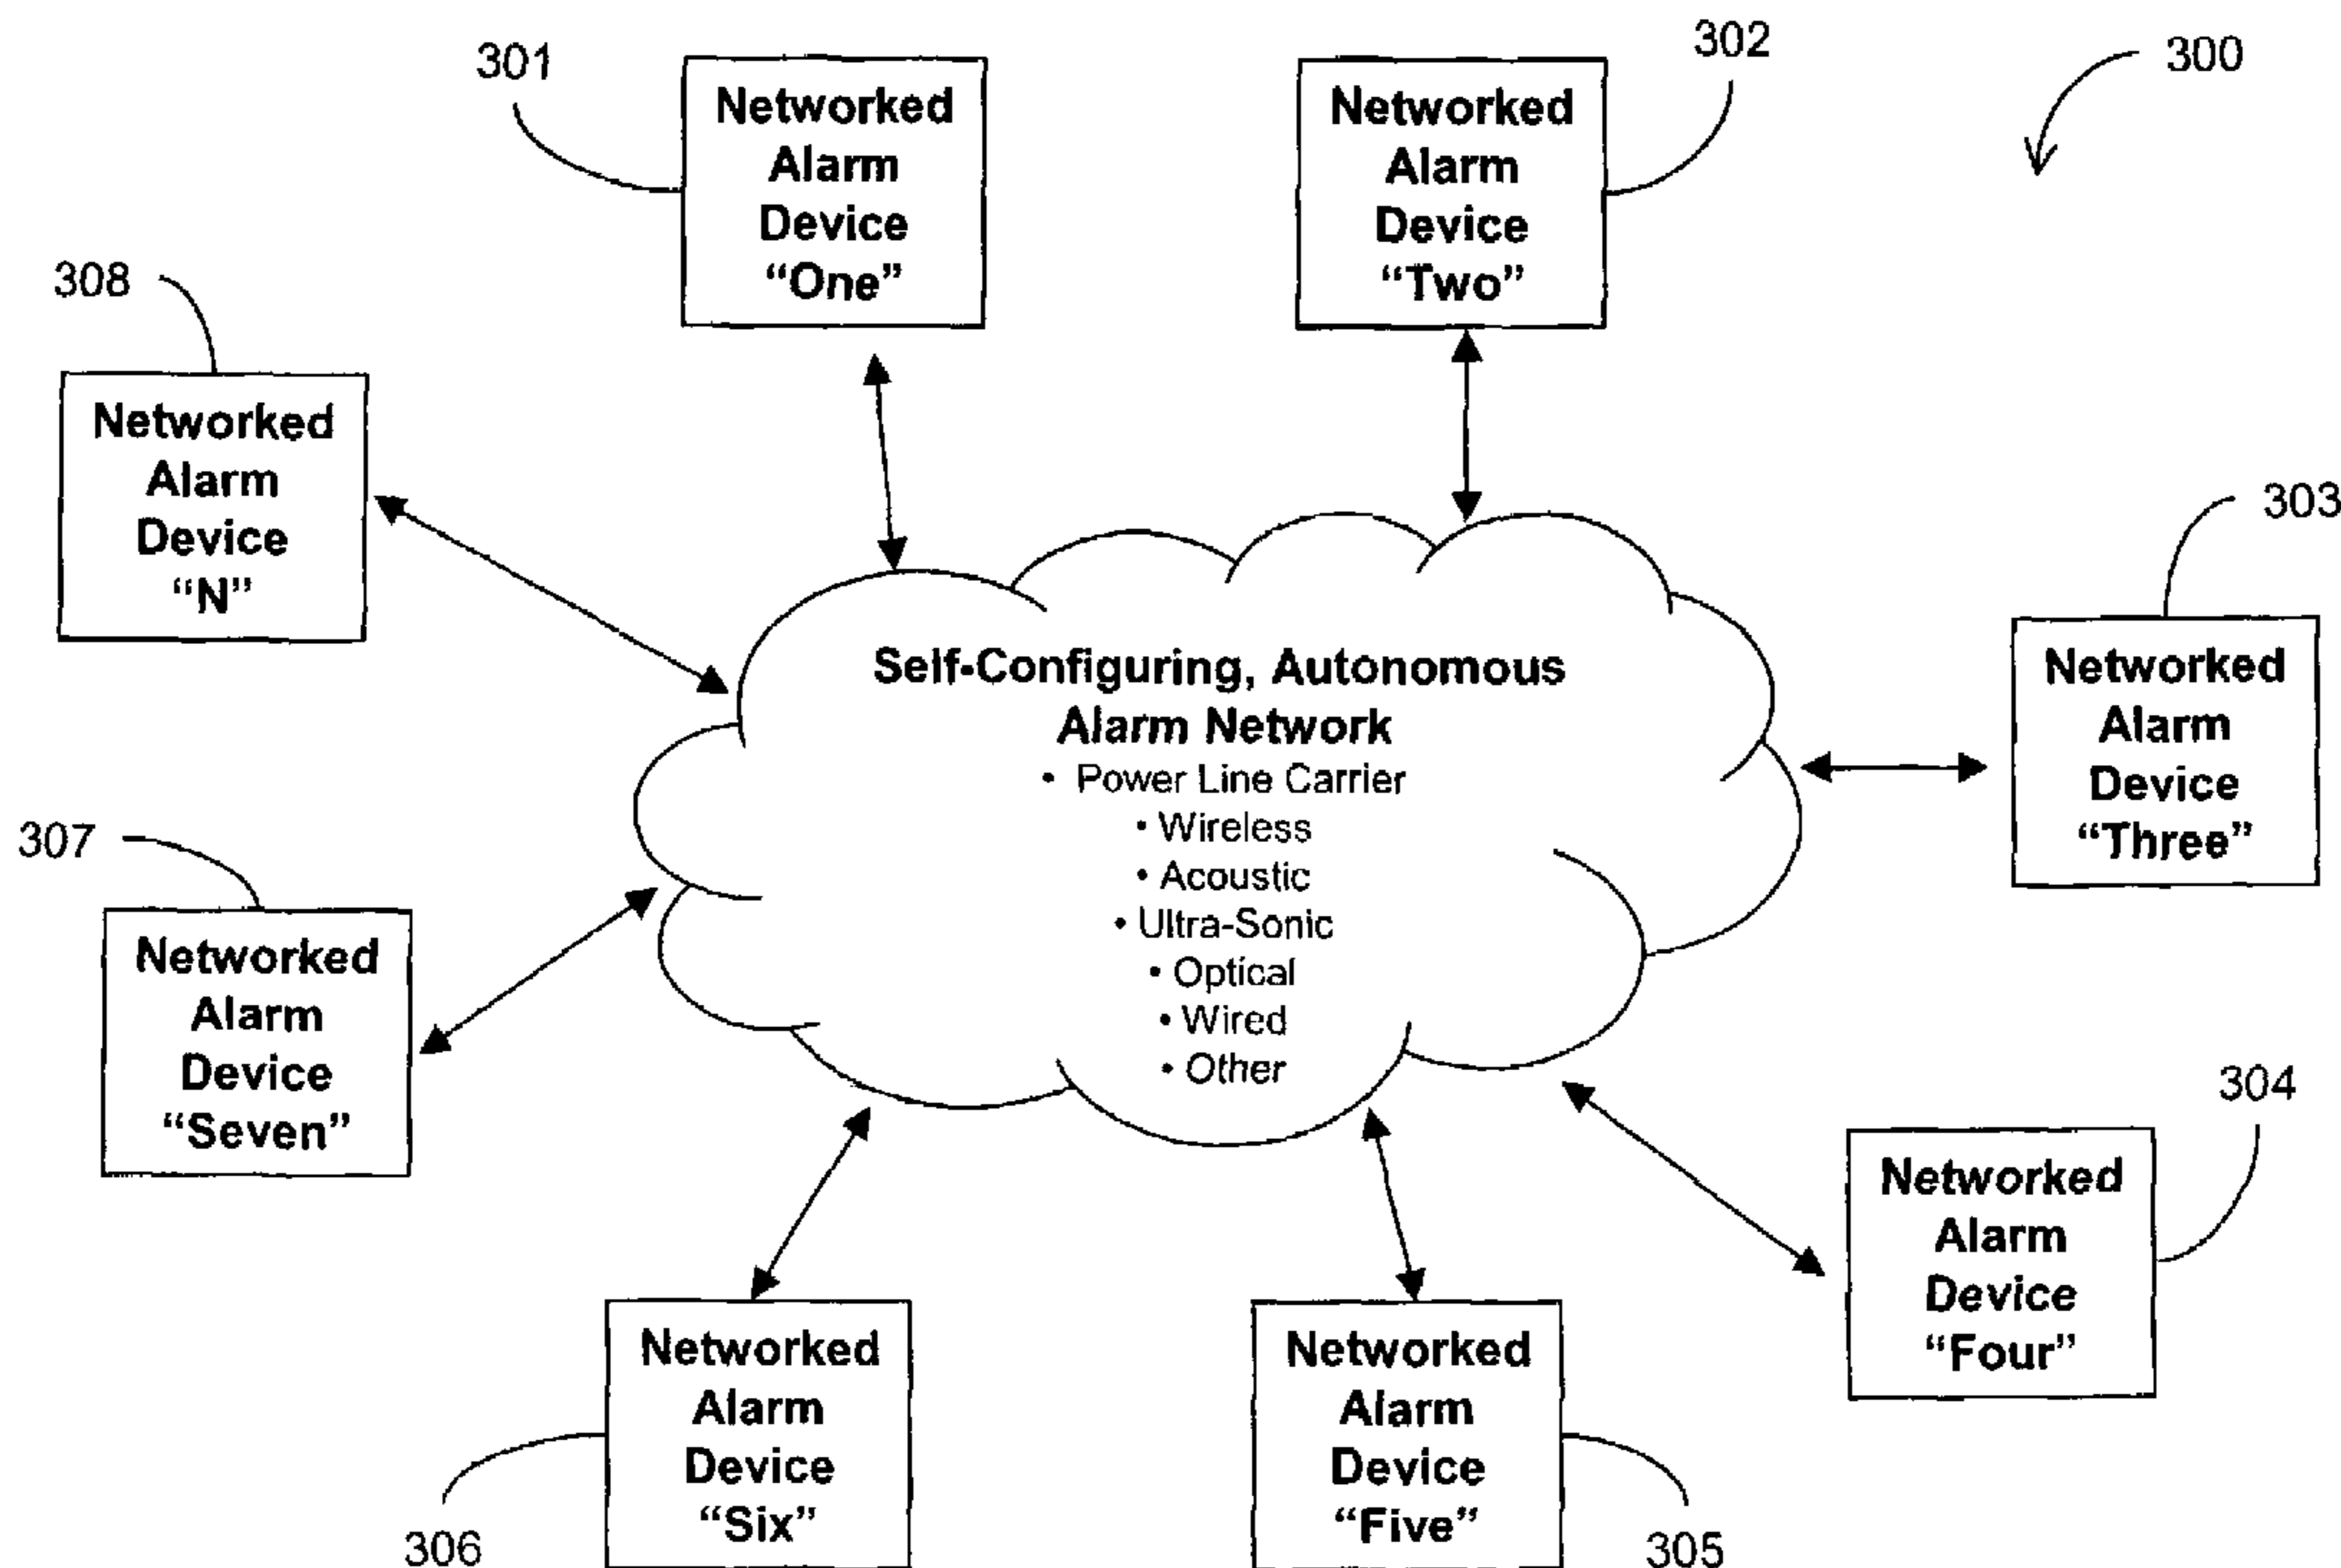 301
Networked
Alarm
Device
“One”
302
Networked
Alarm
Device
“Two”
300
308
Networked
Alarm
Device
“N”
303
Networked
Alarm
Device
“Three”
Self-Configuring, Autonomous
Alarm Network
• Power Line Carrier
• Wireless
• Acoustic
• Ultra-Sonic
• Optical
• Wired
• Other
307
Networked
Alarm
Device
“Seven”
304
Networked
Alarm
Device
“Four”
306
Networked
Alarm
Device
“Six”
Networked
Alarm
Device
“Five”
305